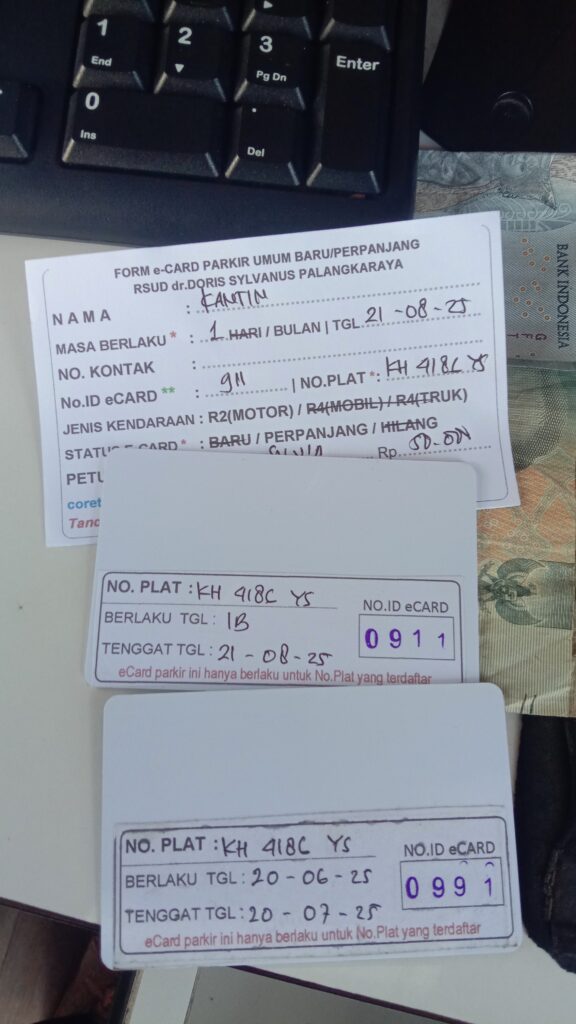 1
End
2
3
Pg Dn
Enter
0
Ins
Del
BANK INDONESIA
FORM e-CARD PARKIR UMUM BARU/PERPANJANG
RSUD dr.DORIS SYLVANUS PALANGKARAYA
NAMA : KANTIN
MASA BERLAKU * : 1 HARI / BULAN | TGL. 21-08-25
NO. KONTAK :
No.ID eCARD ** : 911 | NO.PLAT *: KH 418C YS
JENIS KENDARAAN : R2(MOTOR) / R4(MOBIL) / R4(TRUK)
STATUS E-CARD * : BARU / PERPANJANG / HILANG
PETU Rp.
coret
Tand
NO. PLAT : KH 418C YS
BERLAKU TGL : 1B
TENGGAT TGL : 21-08-25
NO.ID eCARD
0911
eCard parkir ini hanya berlaku untuk No.Plat yang terdaftar
NO. PLAT : KH 418C YS
BERLAKU TGL : 20-06-25
TENGGAT TGL : 20-07-25
NO.ID eCARD
0991
eCard parkir ini hanya berlaku untuk No.Plat yang terdaftar